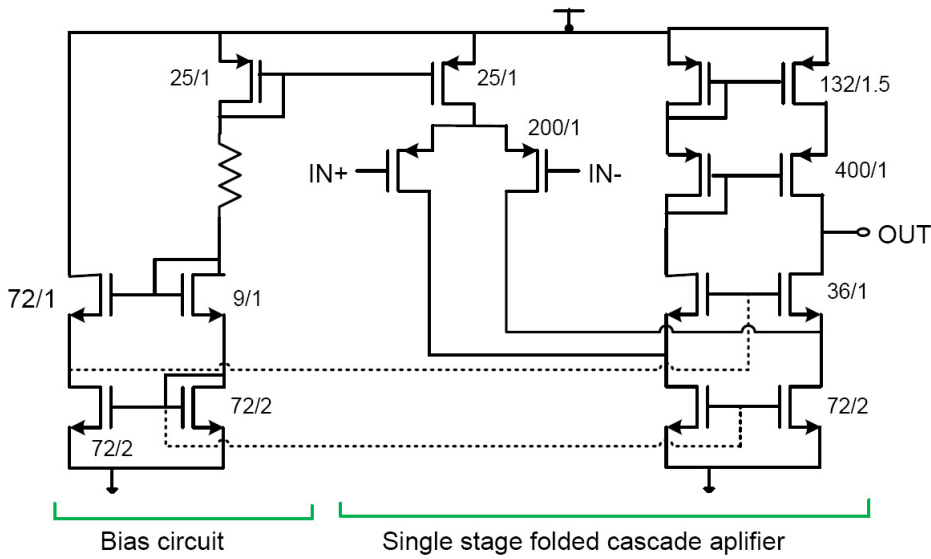 25/1
25/1
132/1.5
200/1
IN+
IN-
400/1
OUT
72/1
9/1
36/1
72/2
72/2
72/2
Bias circuit
Single stage folded cascade aplifier